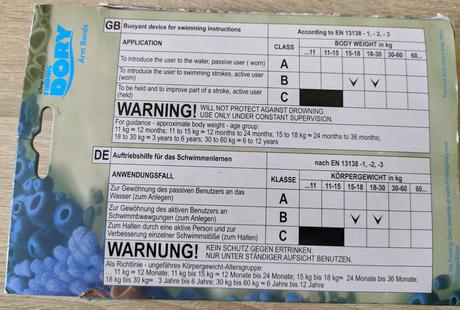 Disney PIXAR
FINDING
DORY
Arm Bands
GB Buoyant device for swimming instructions According to EN 13138 -1, -2, -3
APPLICATION CLASS BODY WEIGHT in kg
...11 11-15 15-18 18-30 30-60 60...
To introduce the user to the water, passive user ( worn) A
To introduce the user to swimming strokes, active user
(worn) B V V
To be held and to improve part of a stroke, active user
(held) C
WARNING! WILL NOT PROTECT AGAINST DROWNING.
USE ONLY UNDER CONSTANT SUPERVISION.
For guidance - approximate body weight - age group:
11 kg ≈ 12 months; 11 to 15 kg ≈ 12 months to 24 months; 15 to 18 kg ≈ 24 months to 36 months;
18 to 30 kg ≈ 3 years to 6 years; 30 to 60 kg ≈ 6 to 12 years
DE Auftriebshilfe für das Schwimmenlernen nach EN 13138 -1, -2, -3
ANWENDUNGSFALL KLASSE KÖRPERGEWICHT in kg
...11 11-15 15-18 18-30 30-60 60...
Zur Gewöhnung des passiven Benutzen an das
Wasser (zum Anlegen) A
Zur Gewöhnung des aktiven Benutzen an
Schwimmbewgungen (zum Anlegen) B V V
Zum Halten durch eine aktive Person und zur
Verbesserung einzelner Schwimmstöße (zum Halten) C
WARNUNG! KEIN SCHUTZ GEGEN ERTRINKEN.
NUR UNTER STÄNDIGER AUFSICHT BENUTZEN.
Als Richtlinie - ungefähres Körpergewicht-Altersgruppe:
... 11 kg ≈ 12 Monate; 11 kg bis 15 kg ≈ 12 Monate bis 24 Monate; 15 kg bis 18 kg≈ 24 Monate bis 36 Monate;
18 kg bis 30 kg≈ 3 Jahre bis 6 Jahre; 30 kg bis 60 kg ≈ 6 Jahre bis 12 Jahre
Product and colors may vary